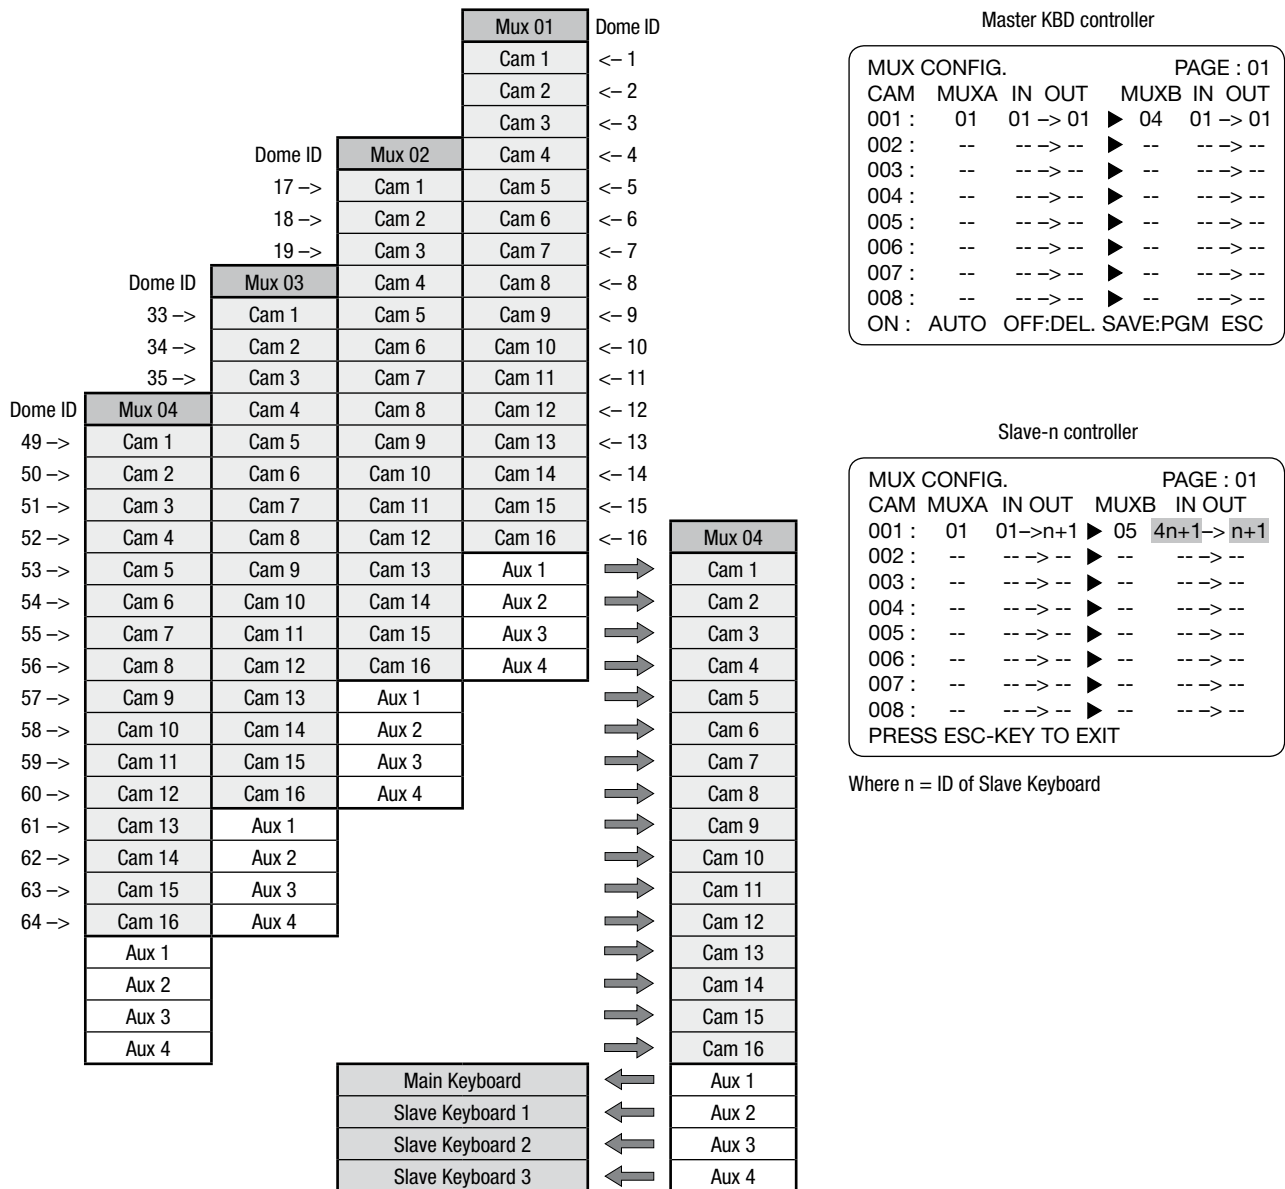 Mux 01 Dome ID
Cam 1 <– 1
Cam 2 <– 2
Cam 3 <– 3
Dome ID Mux 02 Cam 4 <– 4
17 –> Cam 1 Cam 5 <– 5
18 –> Cam 2 Cam 6 <– 6
19 –> Cam 3 Cam 7 <– 7
Dome ID Mux 03 Cam 4 Cam 8 <– 8
33 –> Cam 1 Cam 5 Cam 9 <– 9
34 –> Cam 2 Cam 6 Cam 10 <– 10
35 –> Cam 3 Cam 7 Cam 11 <– 11
Dome ID Mux 04 Cam 4 Cam 8 Cam 12 <– 12
49 –> Cam 1 Cam 5 Cam 9 Cam 13 <– 13
50 –> Cam 2 Cam 6 Cam 10 Cam 14 <– 14
51 –> Cam 3 Cam 7 Cam 11 Cam 15 <– 15
52 –> Cam 4 Cam 8 Cam 12 Cam 16 <– 16 Mux 04
53 –> Cam 5 Cam 9 Cam 13 Aux 1 Cam 1
54 –> Cam 6 Cam 10 Cam 14 Aux 2 Cam 2
55 –> Cam 7 Cam 11 Cam 15 Aux 3 Cam 3
56 –> Cam 8 Cam 12 Cam 16 Aux 4 Cam 4
57 –> Cam 9 Cam 13 Aux 1 Cam 5
58 –> Cam 10 Cam 14 Aux 2 Cam 6
59 –> Cam 11 Cam 15 Aux 3 Cam 7
60 –> Cam 12 Cam 16 Aux 4 Cam 8
61 –> Cam 13 Aux 1 Cam 9
62 –> Cam 14 Aux 2 Cam 10
63 –> Cam 15 Aux 3 Cam 11
64 –> Cam 16 Aux 4 Cam 12
Aux 1 Cam 13
Aux 2 Cam 14
Aux 3 Cam 15
Aux 4 Cam 16
Main Keyboard Aux 1
Slave Keyboard 1 Aux 2
Slave Keyboard 2 Aux 3
Slave Keyboard 3 Aux 4
Master KBD controller
MUX CONFIG. PAGE : 01
CAM MUXA IN OUT MUXB IN OUT
001 : 01 01 –> 01 ▶ 04 01 –> 01
002 : -- -- –> -- ▶ -- -- –> --
003 : -- -- –> -- ▶ -- -- –> --
004 : -- -- –> -- ▶ -- -- –> --
005 : -- -- –> -- ▶ -- -- –> --
006 : -- -- –> -- ▶ -- -- –> --
007 : -- -- –> -- ▶ -- -- –> --
008 : -- -- –> -- ▶ -- -- –> --
ON : AUTO OFF:DEL. SAVE:PGM ESC
Slave-n controller
MUX CONFIG. PAGE : 01
CAM MUXA IN OUT MUXB IN OUT
001 : 01 01–>n+1 ▶ 05 4n+1–> n+1
002 : -- -- –> -- ▶ -- -- –> --
003 : -- -- –> -- ▶ -- -- –> --
004 : -- -- –> -- ▶ -- -- –> --
005 : -- -- –> -- ▶ -- -- –> --
006 : -- -- –> -- ▶ -- -- –> --
007 : -- -- –> -- ▶ -- -- –> --
008 : -- -- –> -- ▶ -- -- –> --
PRESS ESC-KEY TO EXIT
Where n = ID of Slave Keyboard